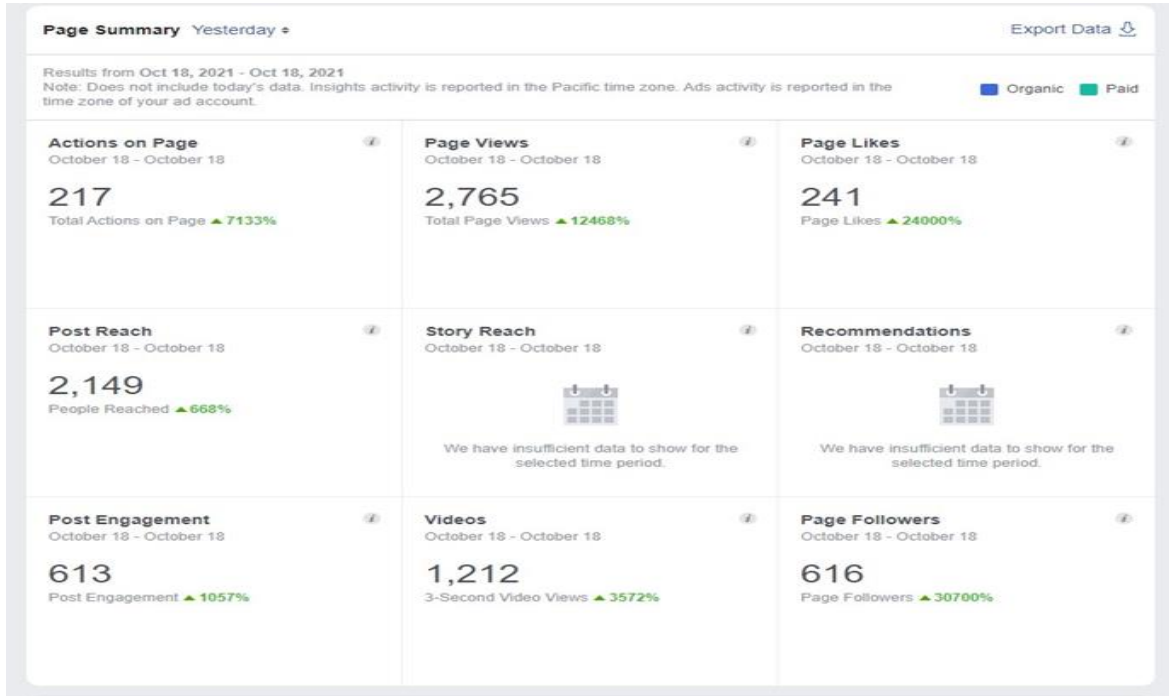 Page Summary Yesterday
Export Data
Results from Oct 18, 2021 - Oct 18, 2021
Note: Does not include today's data. Insights activity is reported in the Pacific time zone. Ads activity is reported in the
time zone of your ad account.
Organic Paid
Actions on Page
October 18 - October 18
217
Total Actions on Page ▲ 7133%
Page Views
October 18 - October 18
2,765
Total Page Views ▲ 12468%
Page Likes
October 18 - October 18
241
Page Likes ▲ 24000%
Post Reach
October 18 - October 18
2,149
People Reached ▲ 668%
Story Reach
October 18 - October 18
We have insufficient data to show for the
selected time period.
Recommendations
October 18 - October 18
We have insufficient data to show for the
selected time period.
Post Engagement
October 18 - October 18
613
Post Engagement ▲ 1057%
Videos
October 18 - October 18
1,212
3-Second Video Views ▲ 3572%
Page Followers
October 18 - October 18
616
Page Followers ▲ 30700%